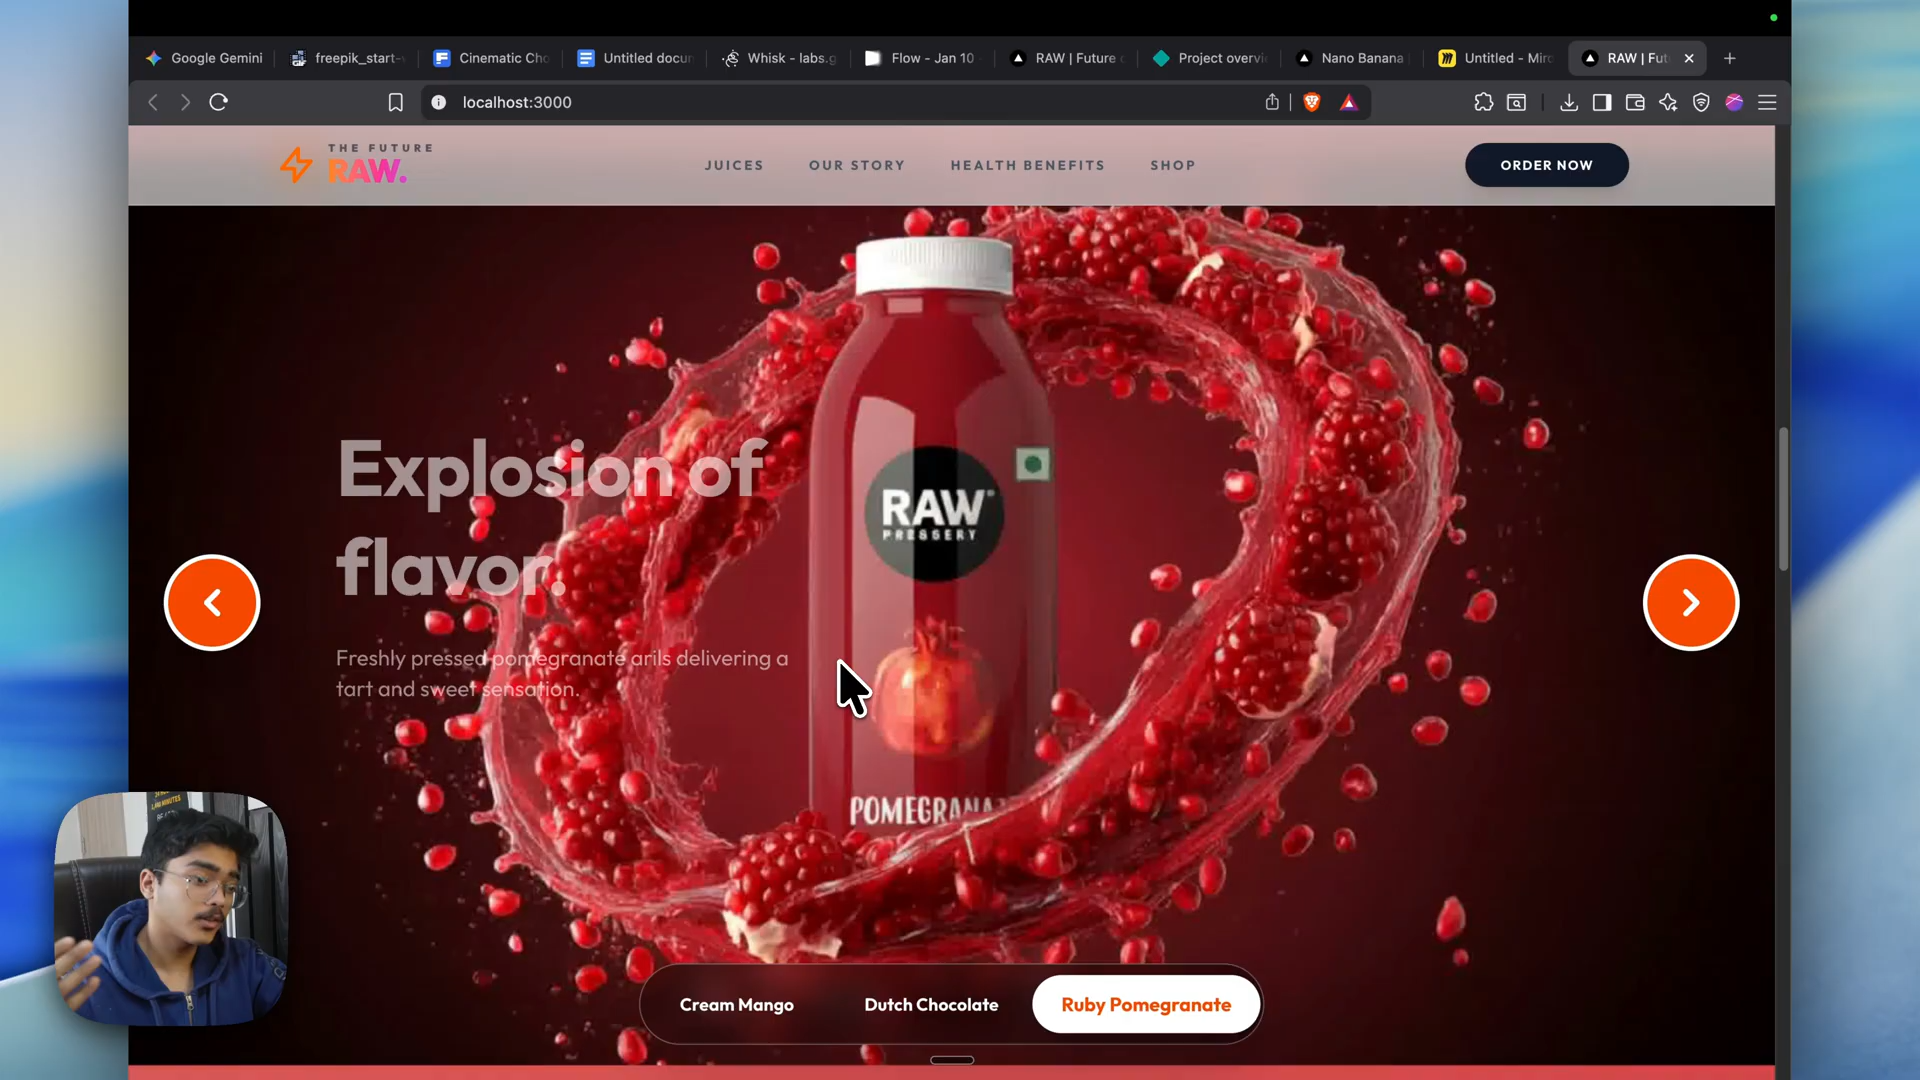 Google Gemini
freepik_start-
Cinematic Cho
Untitled docun
Whisk - labs.g
Flow - Jan 10
RAW | Future o
Project overvi
Nano Banana
Untitled - Miro
RAW | Fut
localhost:3000
THE FUTURE
RAW.
JUICES
OUR STORY
HEALTH BENEFITS
SHOP
ORDER NOW
Explosion of
flavor.
Freshly pressed pomegranate arils delivering a
tart and sweet sensation.
RAW
PRESSERY
POMEGRANA
Cream Mango
Dutch Chocolate
Ruby Pomegranate